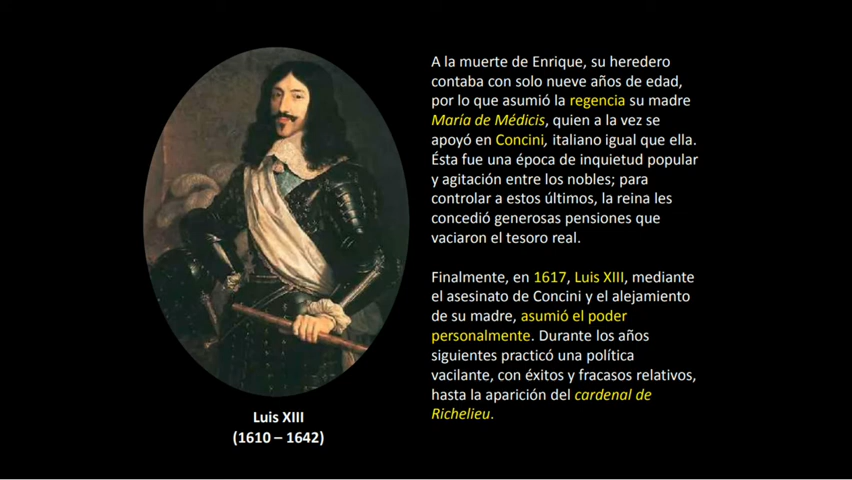 A la muerte de Enrique, su heredero
contaba con solo nueve años de edad,
por lo que asumió la regencia su madre
María de Médicis, quien a la vez se
apoyó en Concini, italiano igual que ella.
Ésta fue una época de inquietud popular
y agitación entre los nobles; para
controlar a estos últimos, la reina les
concedió generosas pensiones que
vaciaron el tesoro real.
Finalmente, en 1617, Luis XIII, mediante
el asesinato de Concini y el alejamiento
de su madre, asumió el poder
personalmente. Durante los años
siguientes practicó una política
vacilante, con éxitos y fracasos relativos,
hasta la aparición del cardenal de
Richelieu.
Luis XIII
(1610 – 1642)